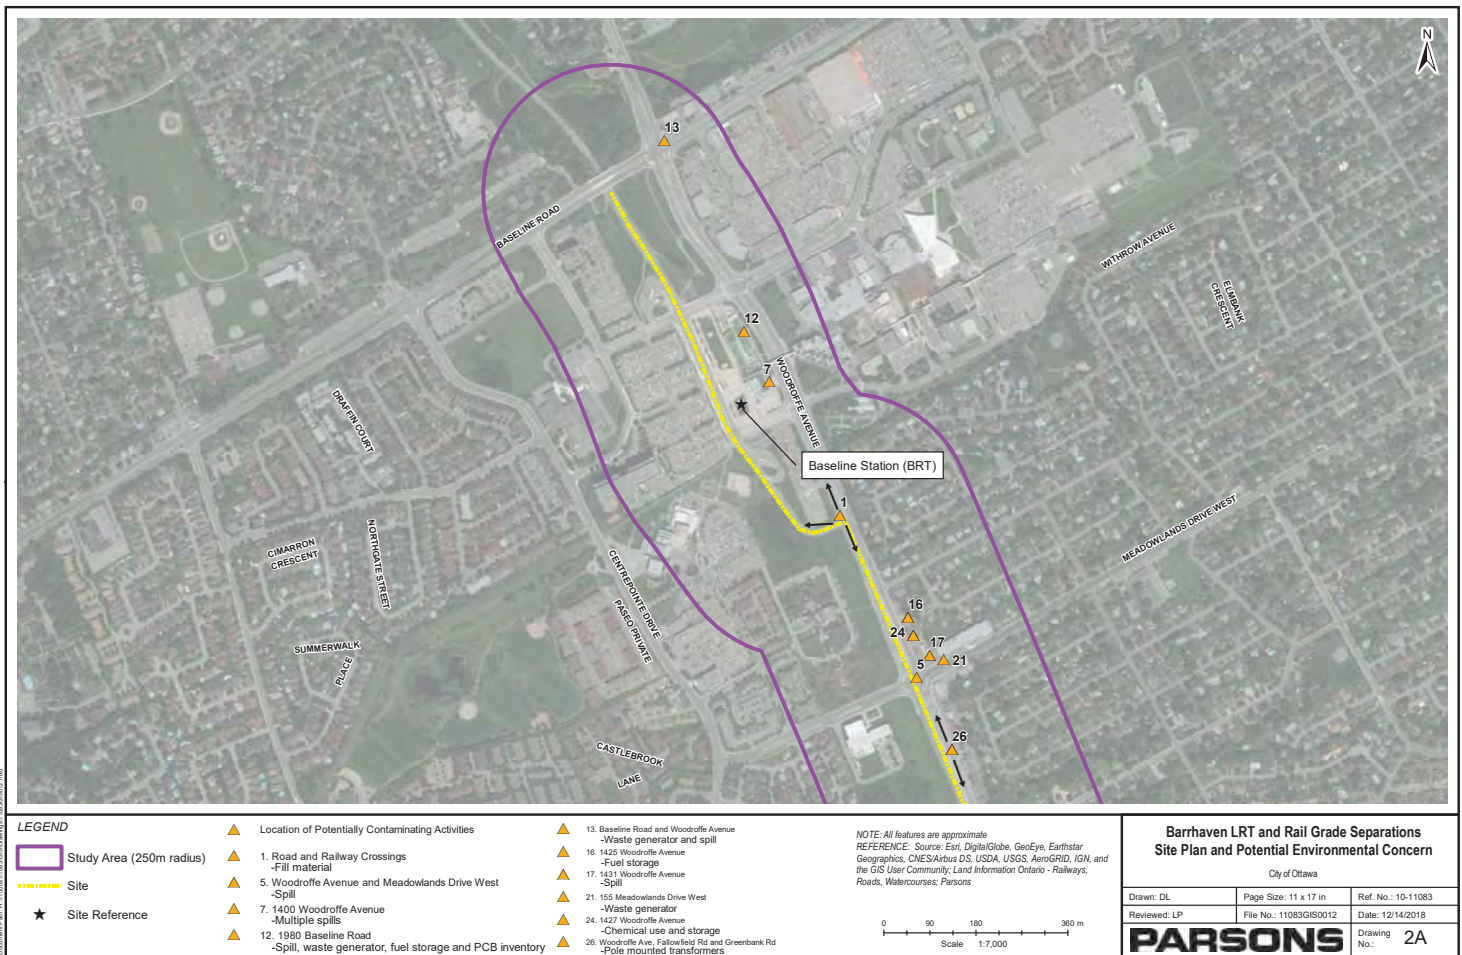 N
13
BASELINE ROAD
WITHROW AVENUE
ELMBANK
CRESCENT
12
7
WOODROFFE AVENUE
DRAFFIN COURT
Baseline Station (BRT)
1
MEADOWLANDS DRIVE WEST
CIMARRON
CRESCENT
NORTHGATE STREET
CENTREPOINTE DRIVE
PASEO PRIVATE
16
24
17
21
5
SUMMERWALK
PLACE
26
CASTLEBROOK
LANE
LEGEND
Study Area (250m radius)
Site
Site Reference
Location of Potentially Contaminating Activities
1. Road and Railway Crossings
-Fill material
5. Woodroffe Avenue and Meadowlands Drive West
-Spill
7. 1400 Woodroffe Avenue
-Multiple spills
12. 1980 Baseline Road
-Spill, waste generator, fuel storage and PCB inventory
13. Baseline Road and Woodroffe Avenue
-Waste generator and spill
16. 1425 Woodroffe Avenue
-Fuel storage
17. 1431 Woodroffe Avenue
-Spill
21. 155 Meadowlands Drive West
-Waste generator
24. 1427 Woodroffe Avenue
-Chemical use and storage
26. Woodroffe Ave, Fallowfield Rd and Greenbank Rd
-Pole mounted transformers
NOTE: All features are approximate
REFERENCE: Source: Esri, DigitalGlobe, GeoEye, Earthstar
Geographics, CNES/Airbus DS, USDA, USGS, AeroGRID, IGN, and
the GIS User Community; Land Information Ontario - Railways,
Roads, Watercourses; Parsons
0 90 180 360 m
Scale 1:7,000
Barrhaven LRT and Rail Grade Separations
Site Plan and Potential Environmental Concern
City of Ottawa
Drawn: DL
Page Size: 11 x 17 in
Ref. No.: 10-11083
Reviewed: LP
File No.: 11083GIS0012
Date: 12/14/2018
PARSONS
Drawing
No.: 2A